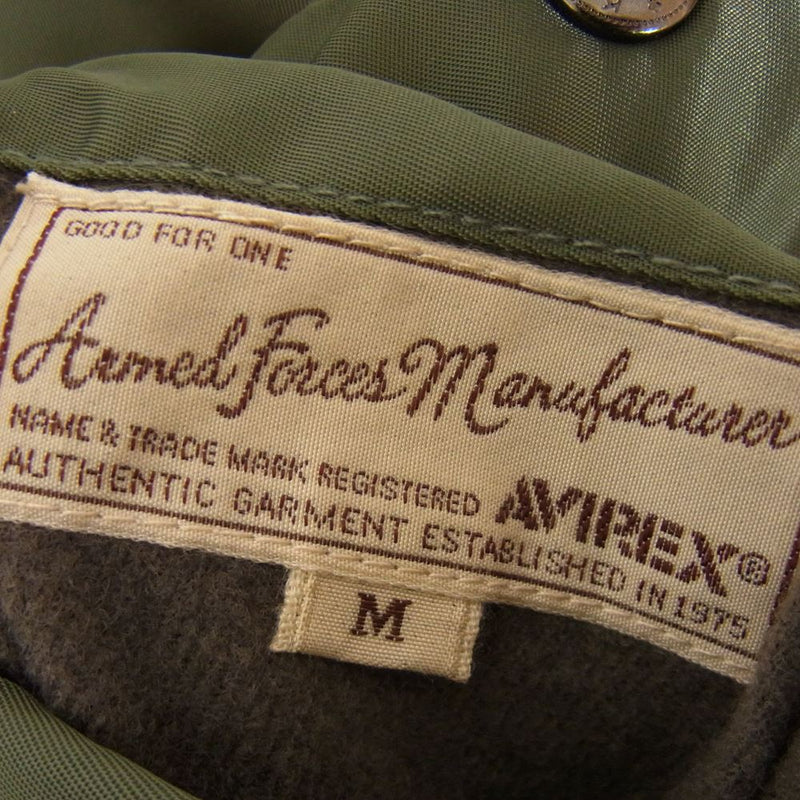 GOOD FOR ONE
Armed Forces Manufacturer
NAME & TRADE MARK REGISTERED
AVIREX®
AUTHENTIC GARMENT ESTABLISHED IN 1975
M